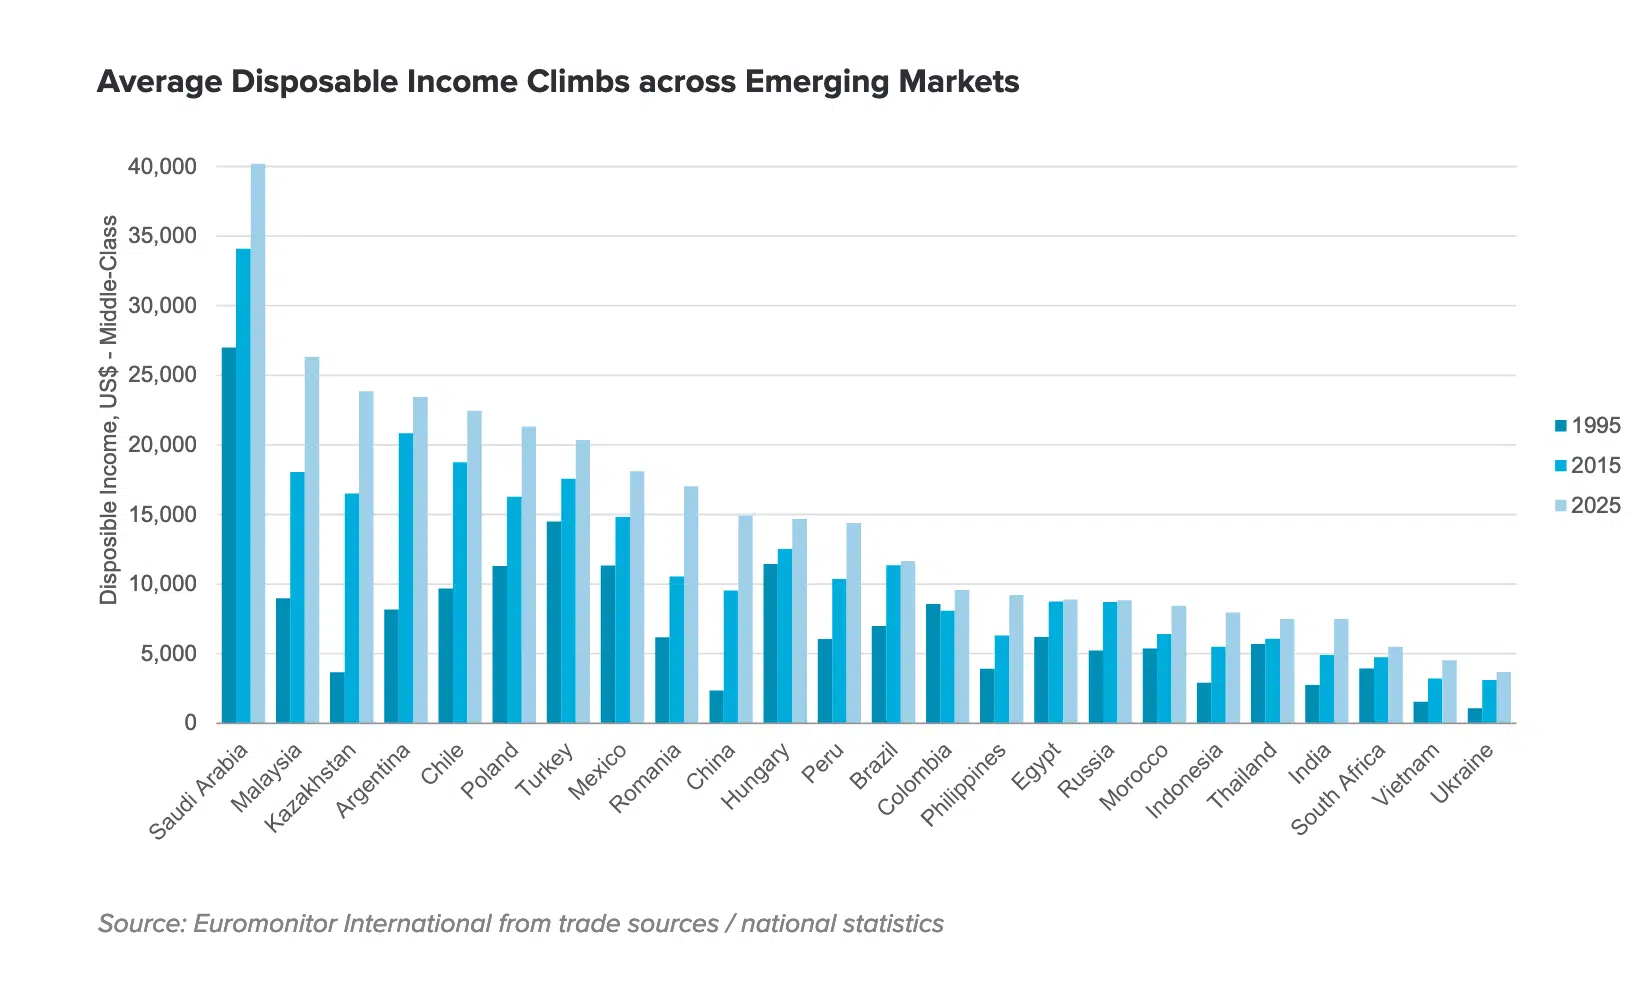 Average Disposable Income Climbs across Emerging Markets
Disposible Income, US$ - Middle-Class
40,000
35,000
30,000
25,000
20,000
15,000
10,000
5,000
0
Saudi Arabia
Malaysia
Kazakhstan
Argentina
Chile
Poland
Turkey
Mexico
Romania
China
Hungary
Peru
Brazil
Colombia
Philippines
Egypt
Russia
Morocco
Indonesia
Thailand
India
South Africa
Vietnam
Ukraine
1995
2015
2025
Source: Euromonitor International from trade sources / national statistics